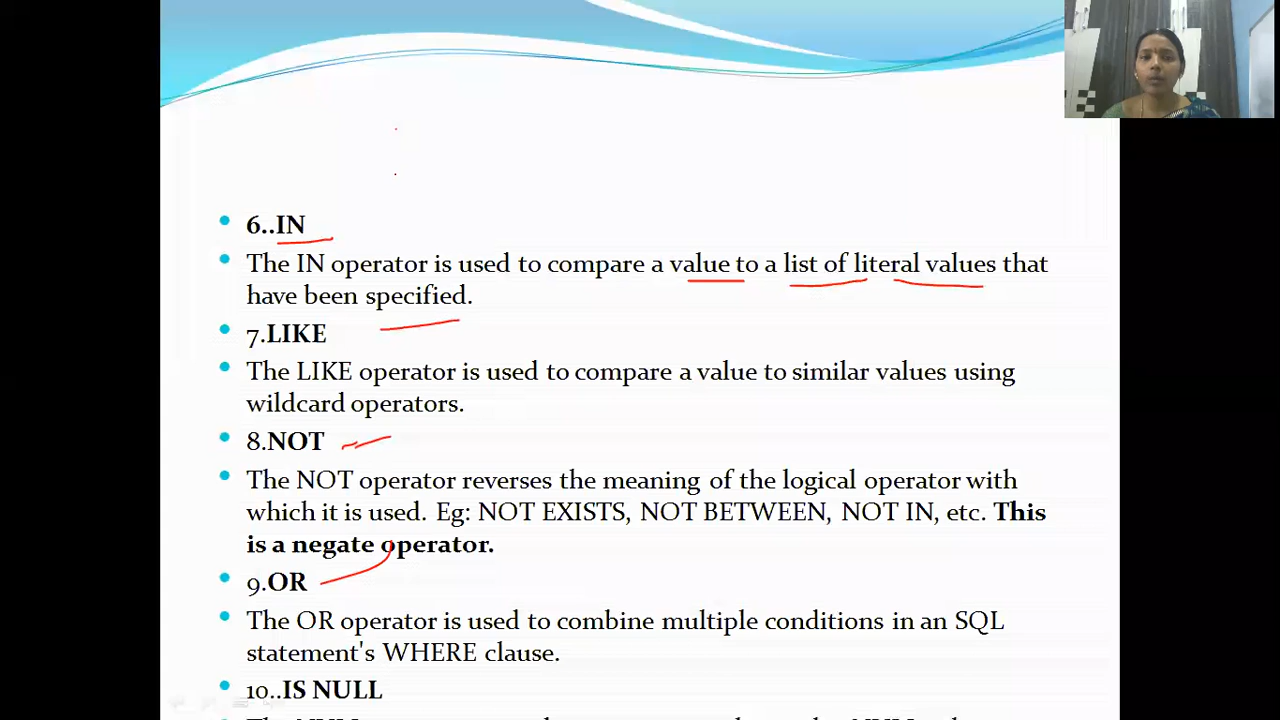 6..IN
The IN operator is used to compare a value to a list of literal values that
have been specified.
7.LIKE
The LIKE operator is used to compare a value to similar values using
wildcard operators.
8.NOT
The NOT operator reverses the meaning of the logical operator with
which it is used. Eg: NOT EXISTS, NOT BETWEEN, NOT IN, etc. This
is a negate operator.
9.OR
The OR operator is used to combine multiple conditions in an SQL
statement's WHERE clause.
10..IS NULL